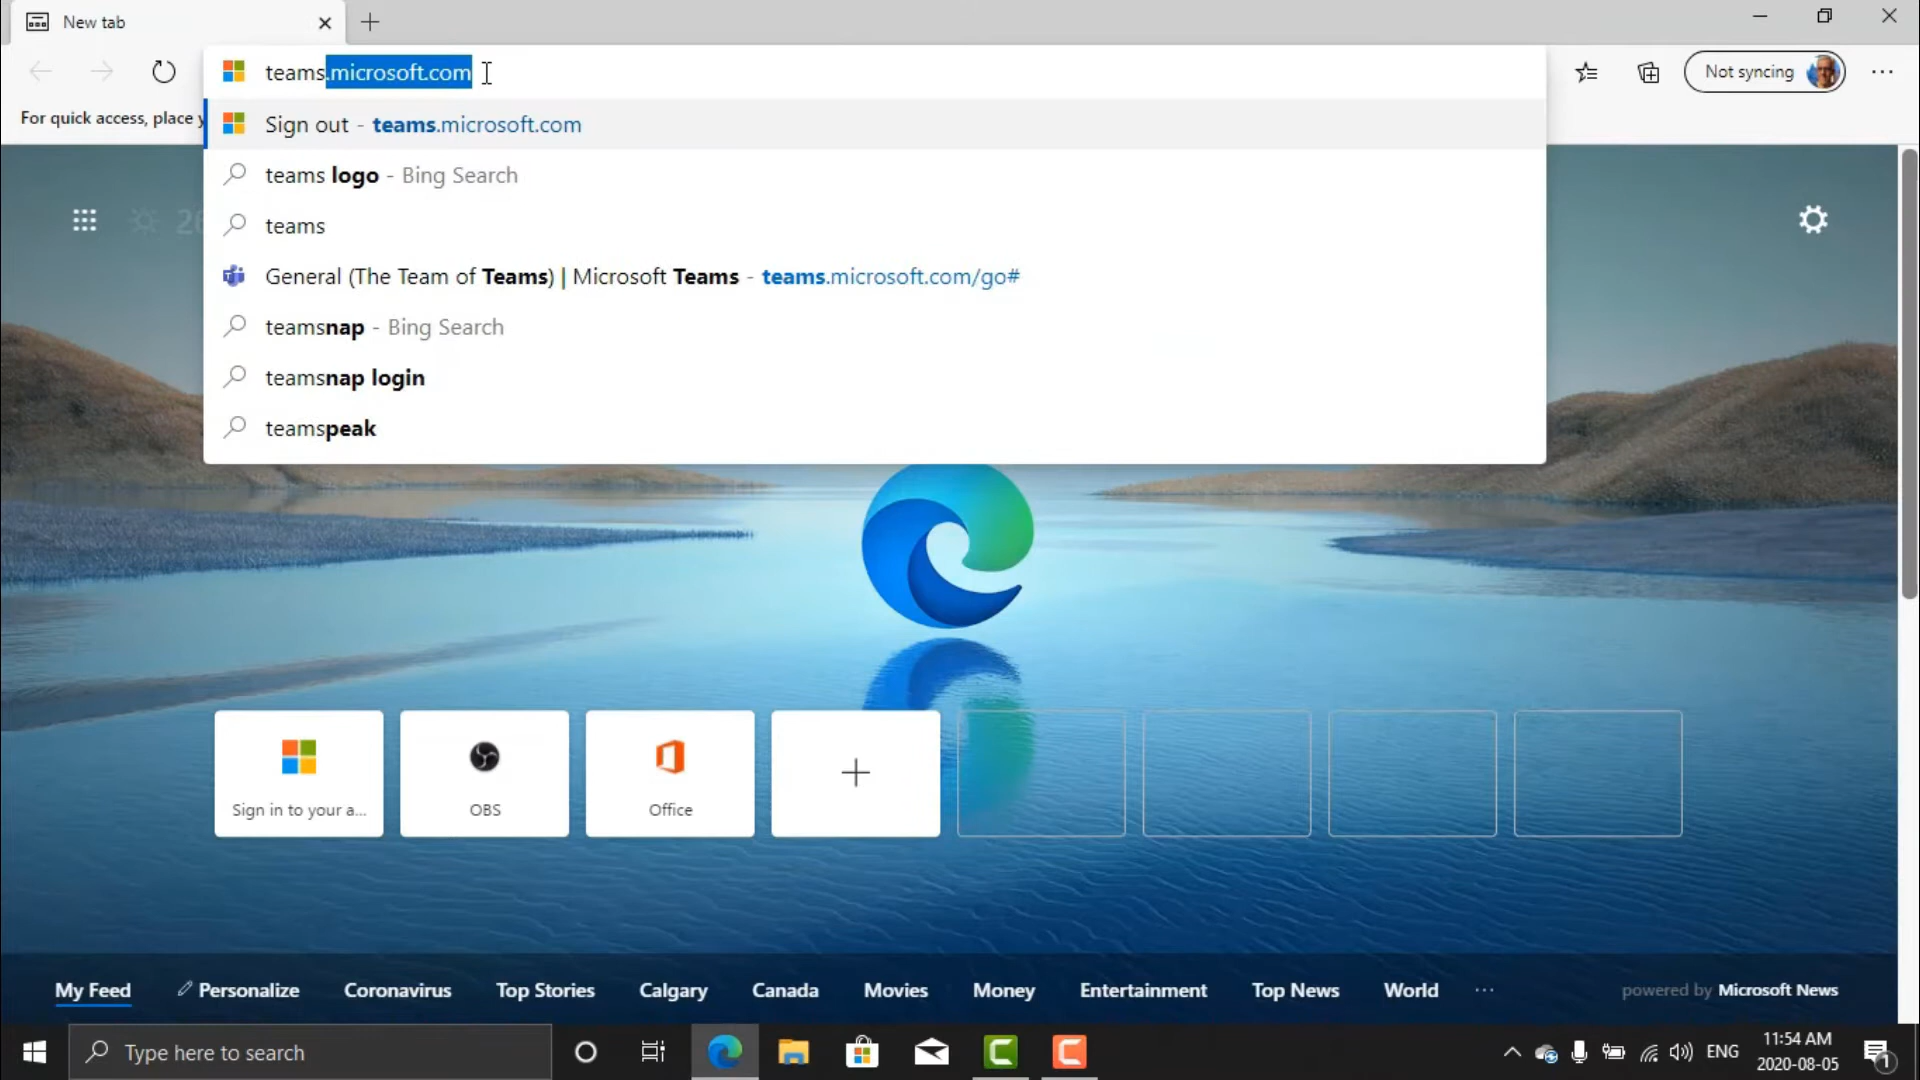 New tab
teams.microsoft.com
Not syncing
For quick access, place y
Sign out - teams.microsoft.com
teams logo - Bing Search
teams
General (The Team of Teams) | Microsoft Teams - teams.microsoft.com/go#
teamsnap - Bing Search
teamsnap login
teamspeak
Sign in to your a...
OBS
Office
My Feed
Personalize
Coronavirus
Top Stories
Calgary
Canada
Movies
Money
Entertainment
Top News
World
powered by Microsoft News
Type here to search
ENG
11:54 AM
2020-08-05
1